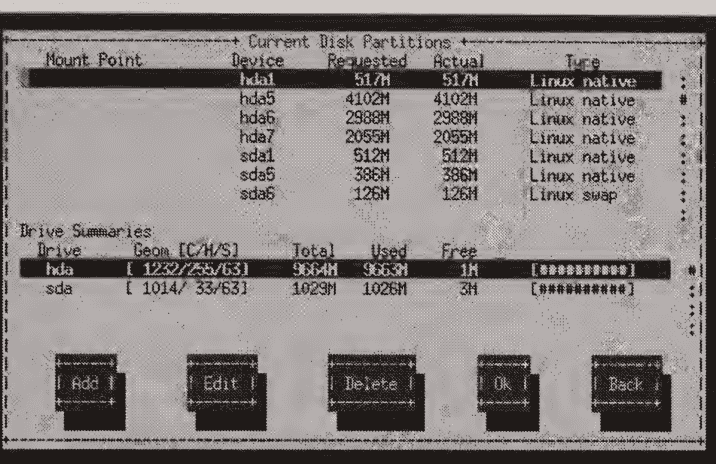 Current Disk Partitions
Mount Point Device Requested Actual Type
hda1 517M 517M Linux native
hda5 4102M 4102M Linux native
hda6 2988M 2988M Linux native
hda7 2055M 2055M Linux native
sda1 512M 512M Linux native
sda5 386M 386M Linux native
sda6 126M 126M Linux swap
Drive Summaries
Drive Geom [C/H/S] Total Used Free
hda [ 1232/255/63] 9664M 9663M 1M [##########]
sda [ 1014/ 33/63] 1029M 1026M 3M [##########]
Add Edit Delete Ok Back